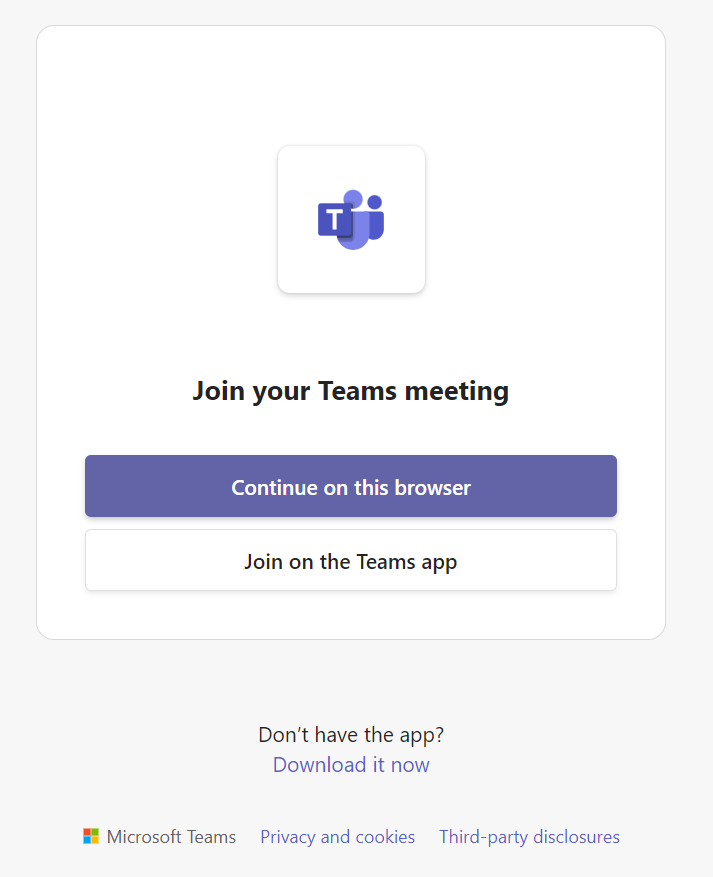 T
Join your Teams meeting
Continue on this browser
Join on the Teams app
Don’t have the app?
Download it now
Microsoft Teams Privacy and cookies Third-party disclosures